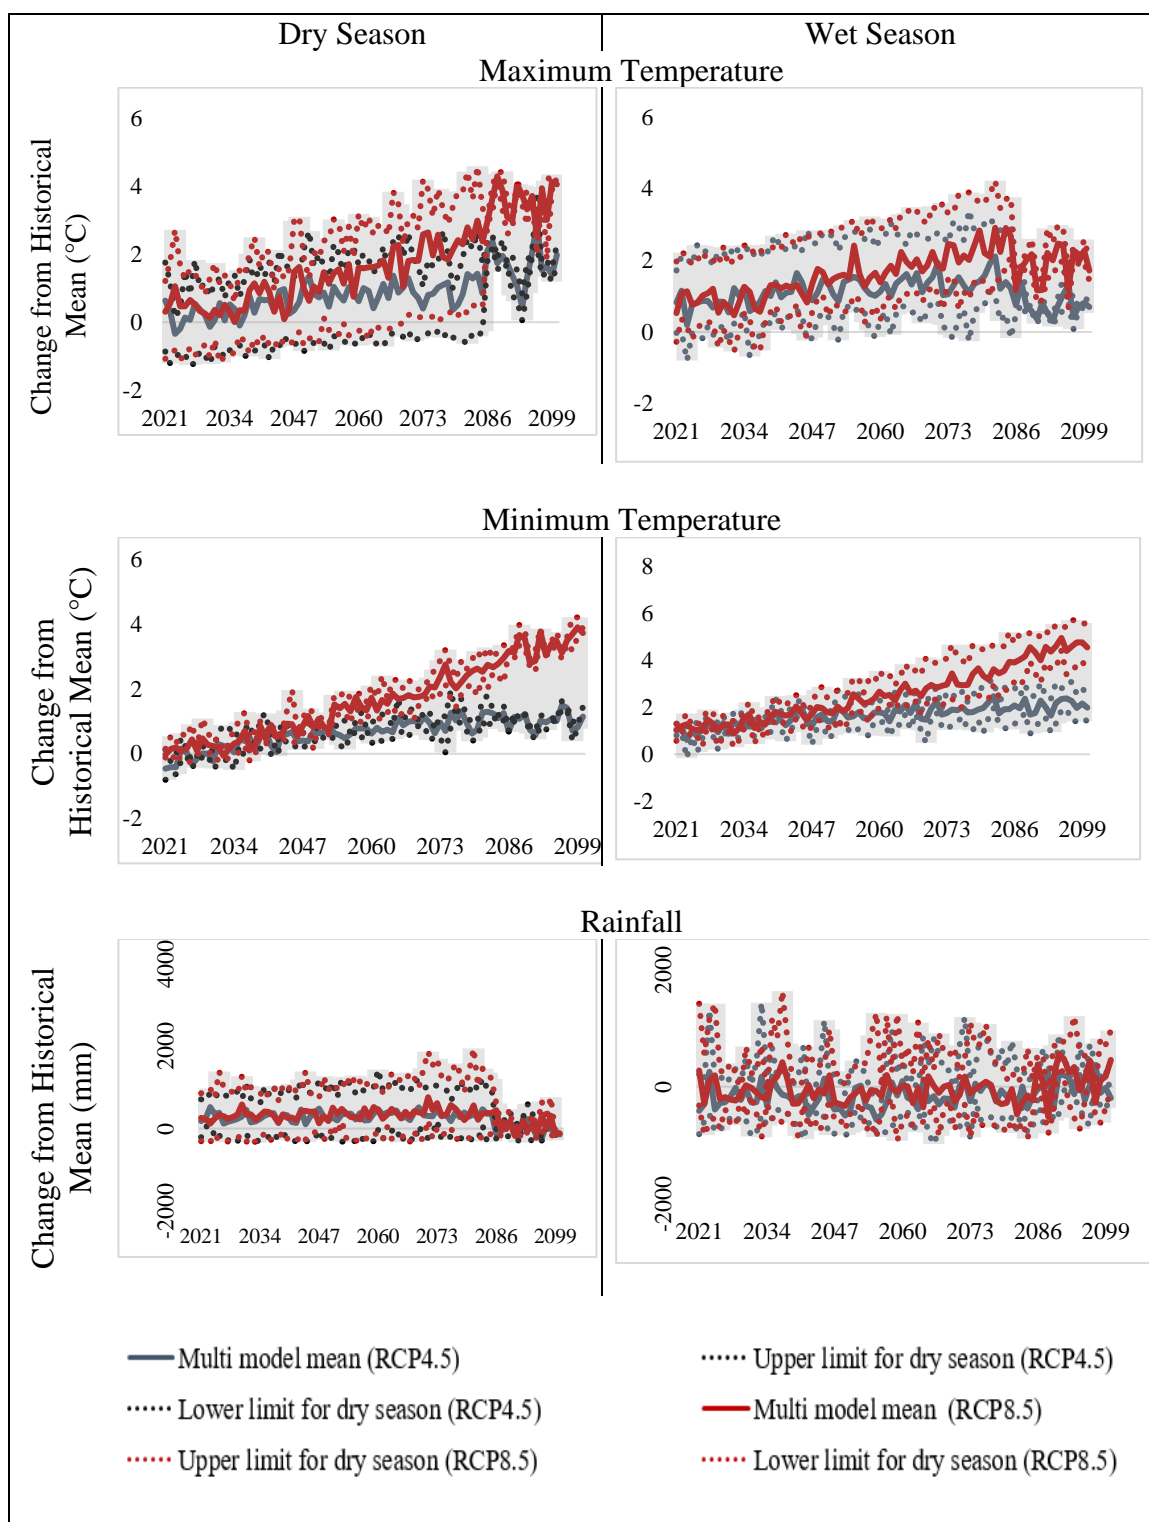 Dry Season
Wet Season
Maximum Temperature
Change from Historical
Mean (°C)
6
4
2
0
-2
2021 2034 2047 2060 2073 2086 2099
6
4
2
0
-2
2021 2034 2047 2060 2073 2086 2099
Minimum Temperature
Change from
Historical Mean (°C)
6
4
2
0
-2
2021 2034 2047 2060 2073 2086 2099
8
6
4
2
0
-2
2021 2034 2047 2060 2073 2086 2099
Rainfall
Change from Historical
Mean (mm)
4000
2000
0
-2000
2021 2034 2047 2060 2073 2086 2099
2000
0
-2000
2021 2034 2047 2060 2073 2086 2099
Multi model mean (RCP4.5)
Upper limit for dry season (RCP4.5)
Lower limit for dry season (RCP4.5)
Multi model mean (RCP8.5)
Upper limit for dry season (RCP8.5)
Lower limit for dry season (RCP8.5)